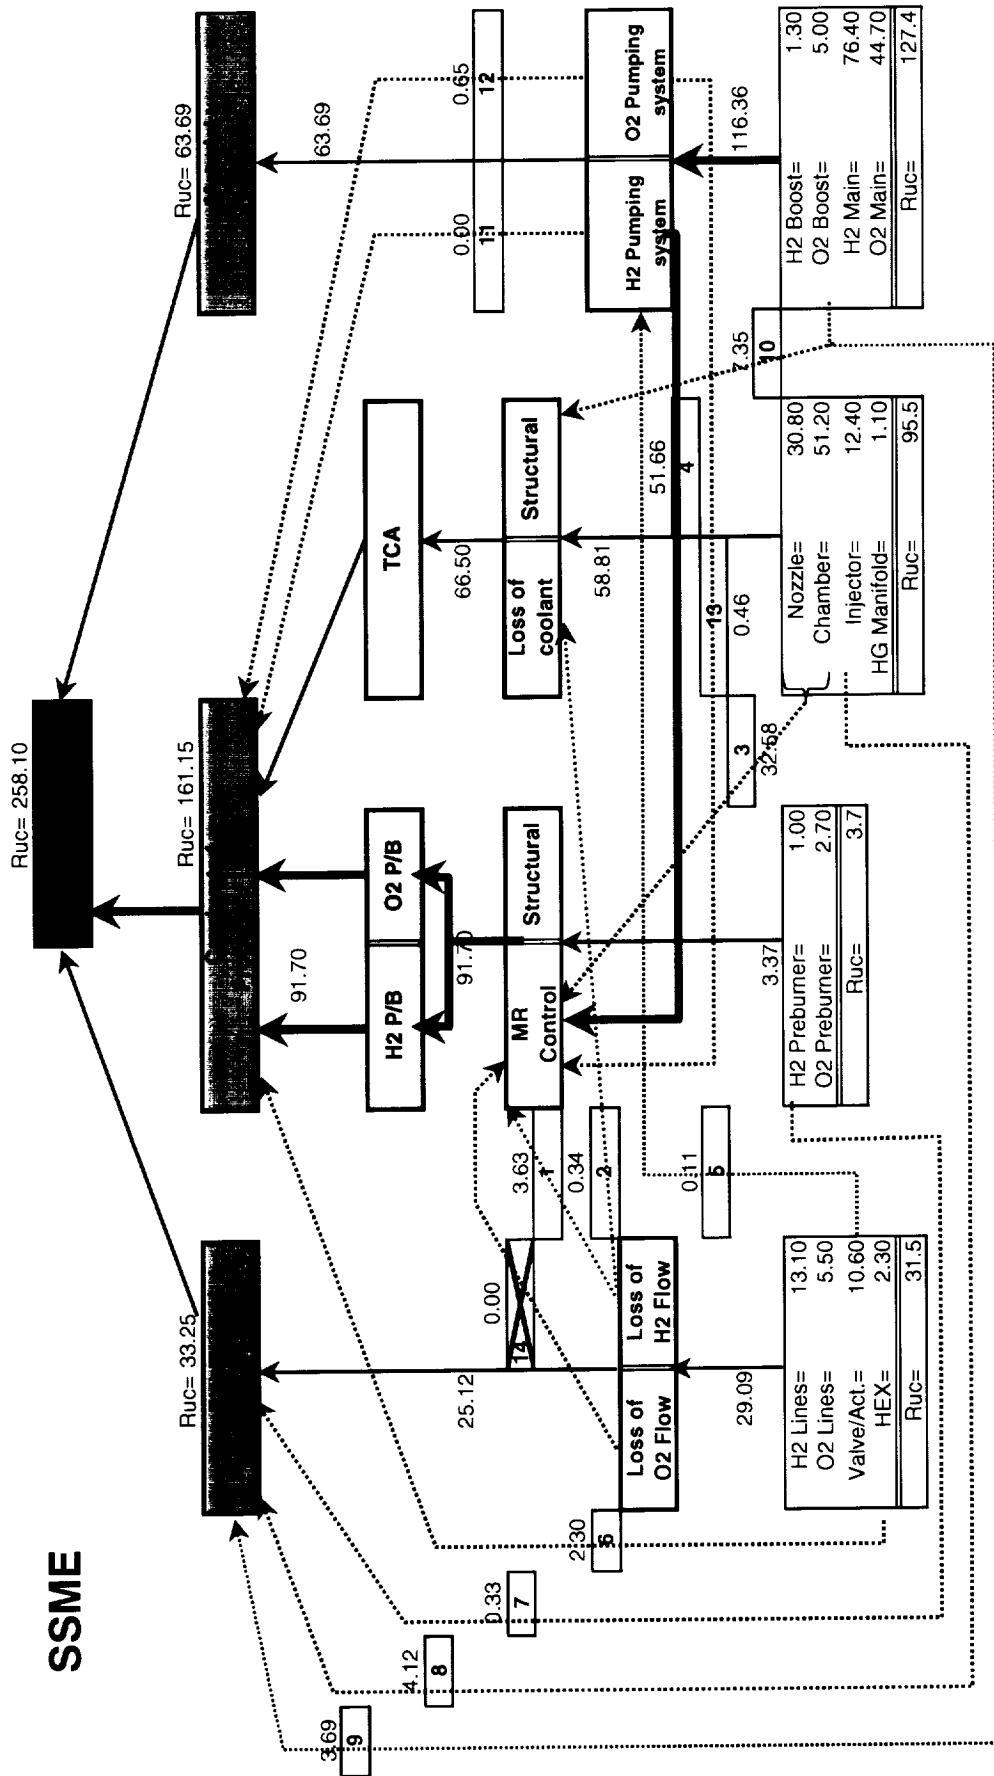 SSME
Ruc= 258.10
Ruc= 33.25
Ruc= 161.15
Ruc= 63.69
91.70
63.69
9
3.69
8
4.12
7
0.33
6
2.30
25.12
14
0.00
H2 P/B
O2 P/B
TCA
66.50
11
0.00
12
0.65
91.70
MR
Control
Structural
Loss of
coolant
Structural
1
3.63
2
0.34
5
0.11
58.81
H2 Pumping
system
O2 Pumping
system
Loss of
O2 Flow
Loss of
H2 Flow
51.66
4
13
0.46
3
32.58
10
7.35
29.09
3.37
116.36
H2 Lines= 13.10
O2 Lines= 5.50
Valve/Act.= 10.60
HEX= 2.30
Ruc= 31.5
H2 Preburner= 1.00
O2 Preburner= 2.70
Ruc= 3.7
Nozzle= 30.80
Chamber= 51.20
Injector= 12.40
HG Manifold= 1.10
Ruc= 95.5
H2 Boost= 1.30
O2 Boost= 5.00
H2 Main= 76.40
O2 Main= 44.70
Ruc= 127.4